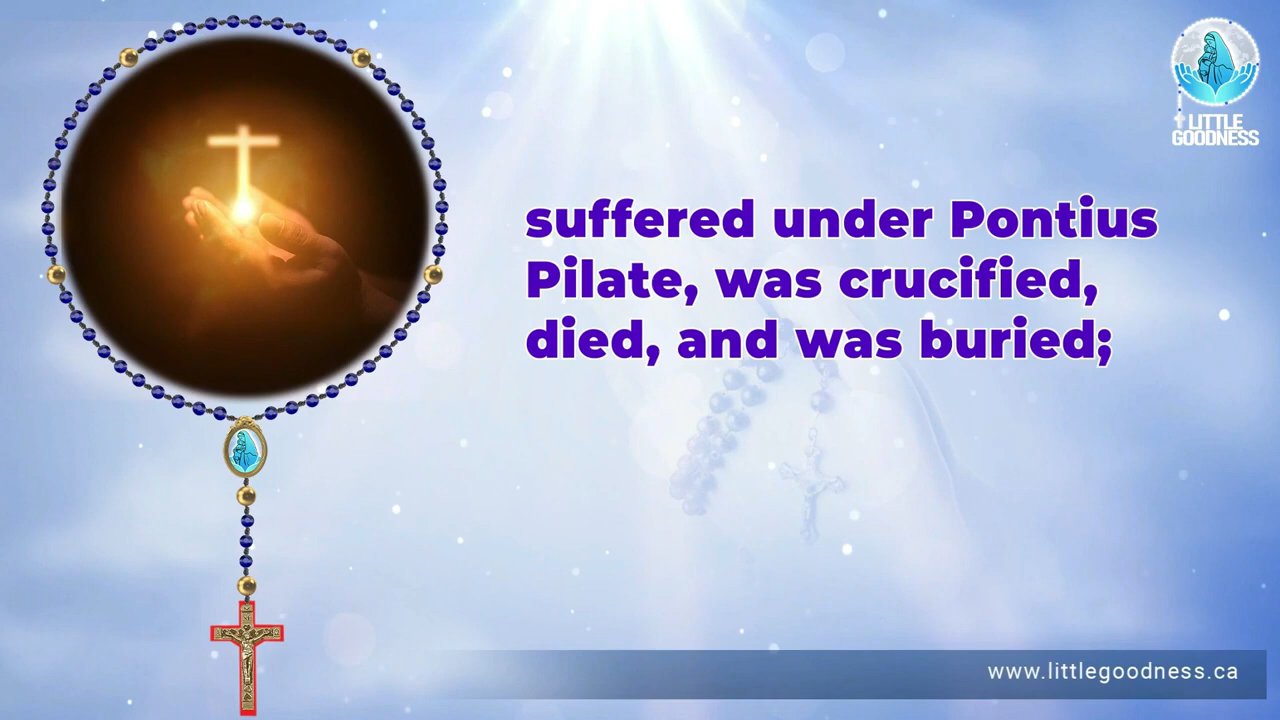 LITTLE
GOODNESS
suffered under Pontius
Pilate, was crucified,
died, and was buried;
www.littlegoodness.ca